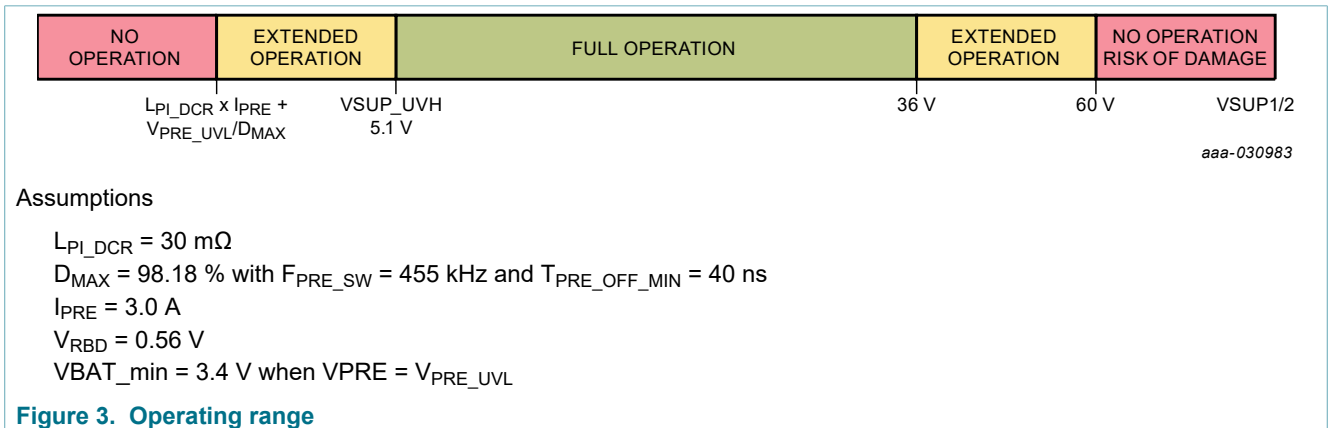 NO OPERATION
EXTENDED OPERATION
FULL OPERATION
EXTENDED OPERATION
NO OPERATION RISK OF DAMAGE
LPI_DCR x IPRE +
VPRE_UVL/DMAX
VSUP_UVH
5.1 V
36 V
60 V
VSUP1/2
aaa-030983
Assumptions
LPI_DCR = 30 mΩ
DMAX = 98.18 % with FPRE_SW = 455 kHz and TPRE_OFF_MIN = 40 ns
IPRE = 3.0 A
VRBD = 0.56 V
VBAT_min = 3.4 V when VPRE = VPRE_UVL
Figure 3. Operating range